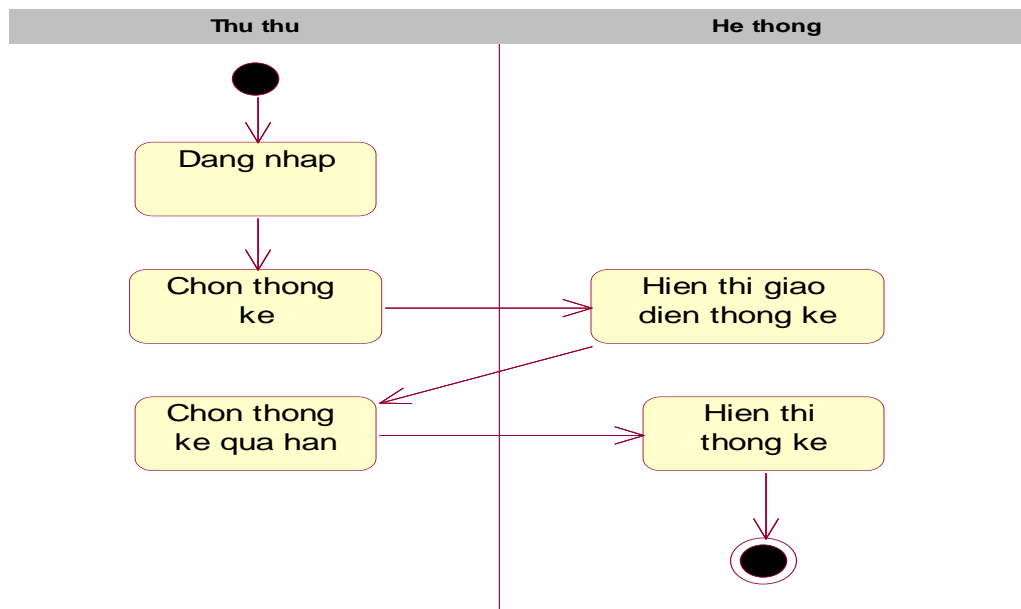 Thu thu
He thong
Dang nhap
Chon thong
ke
Hien thi giao
dien thong ke
Chon thong
ke qua han
Hien thi
thong ke